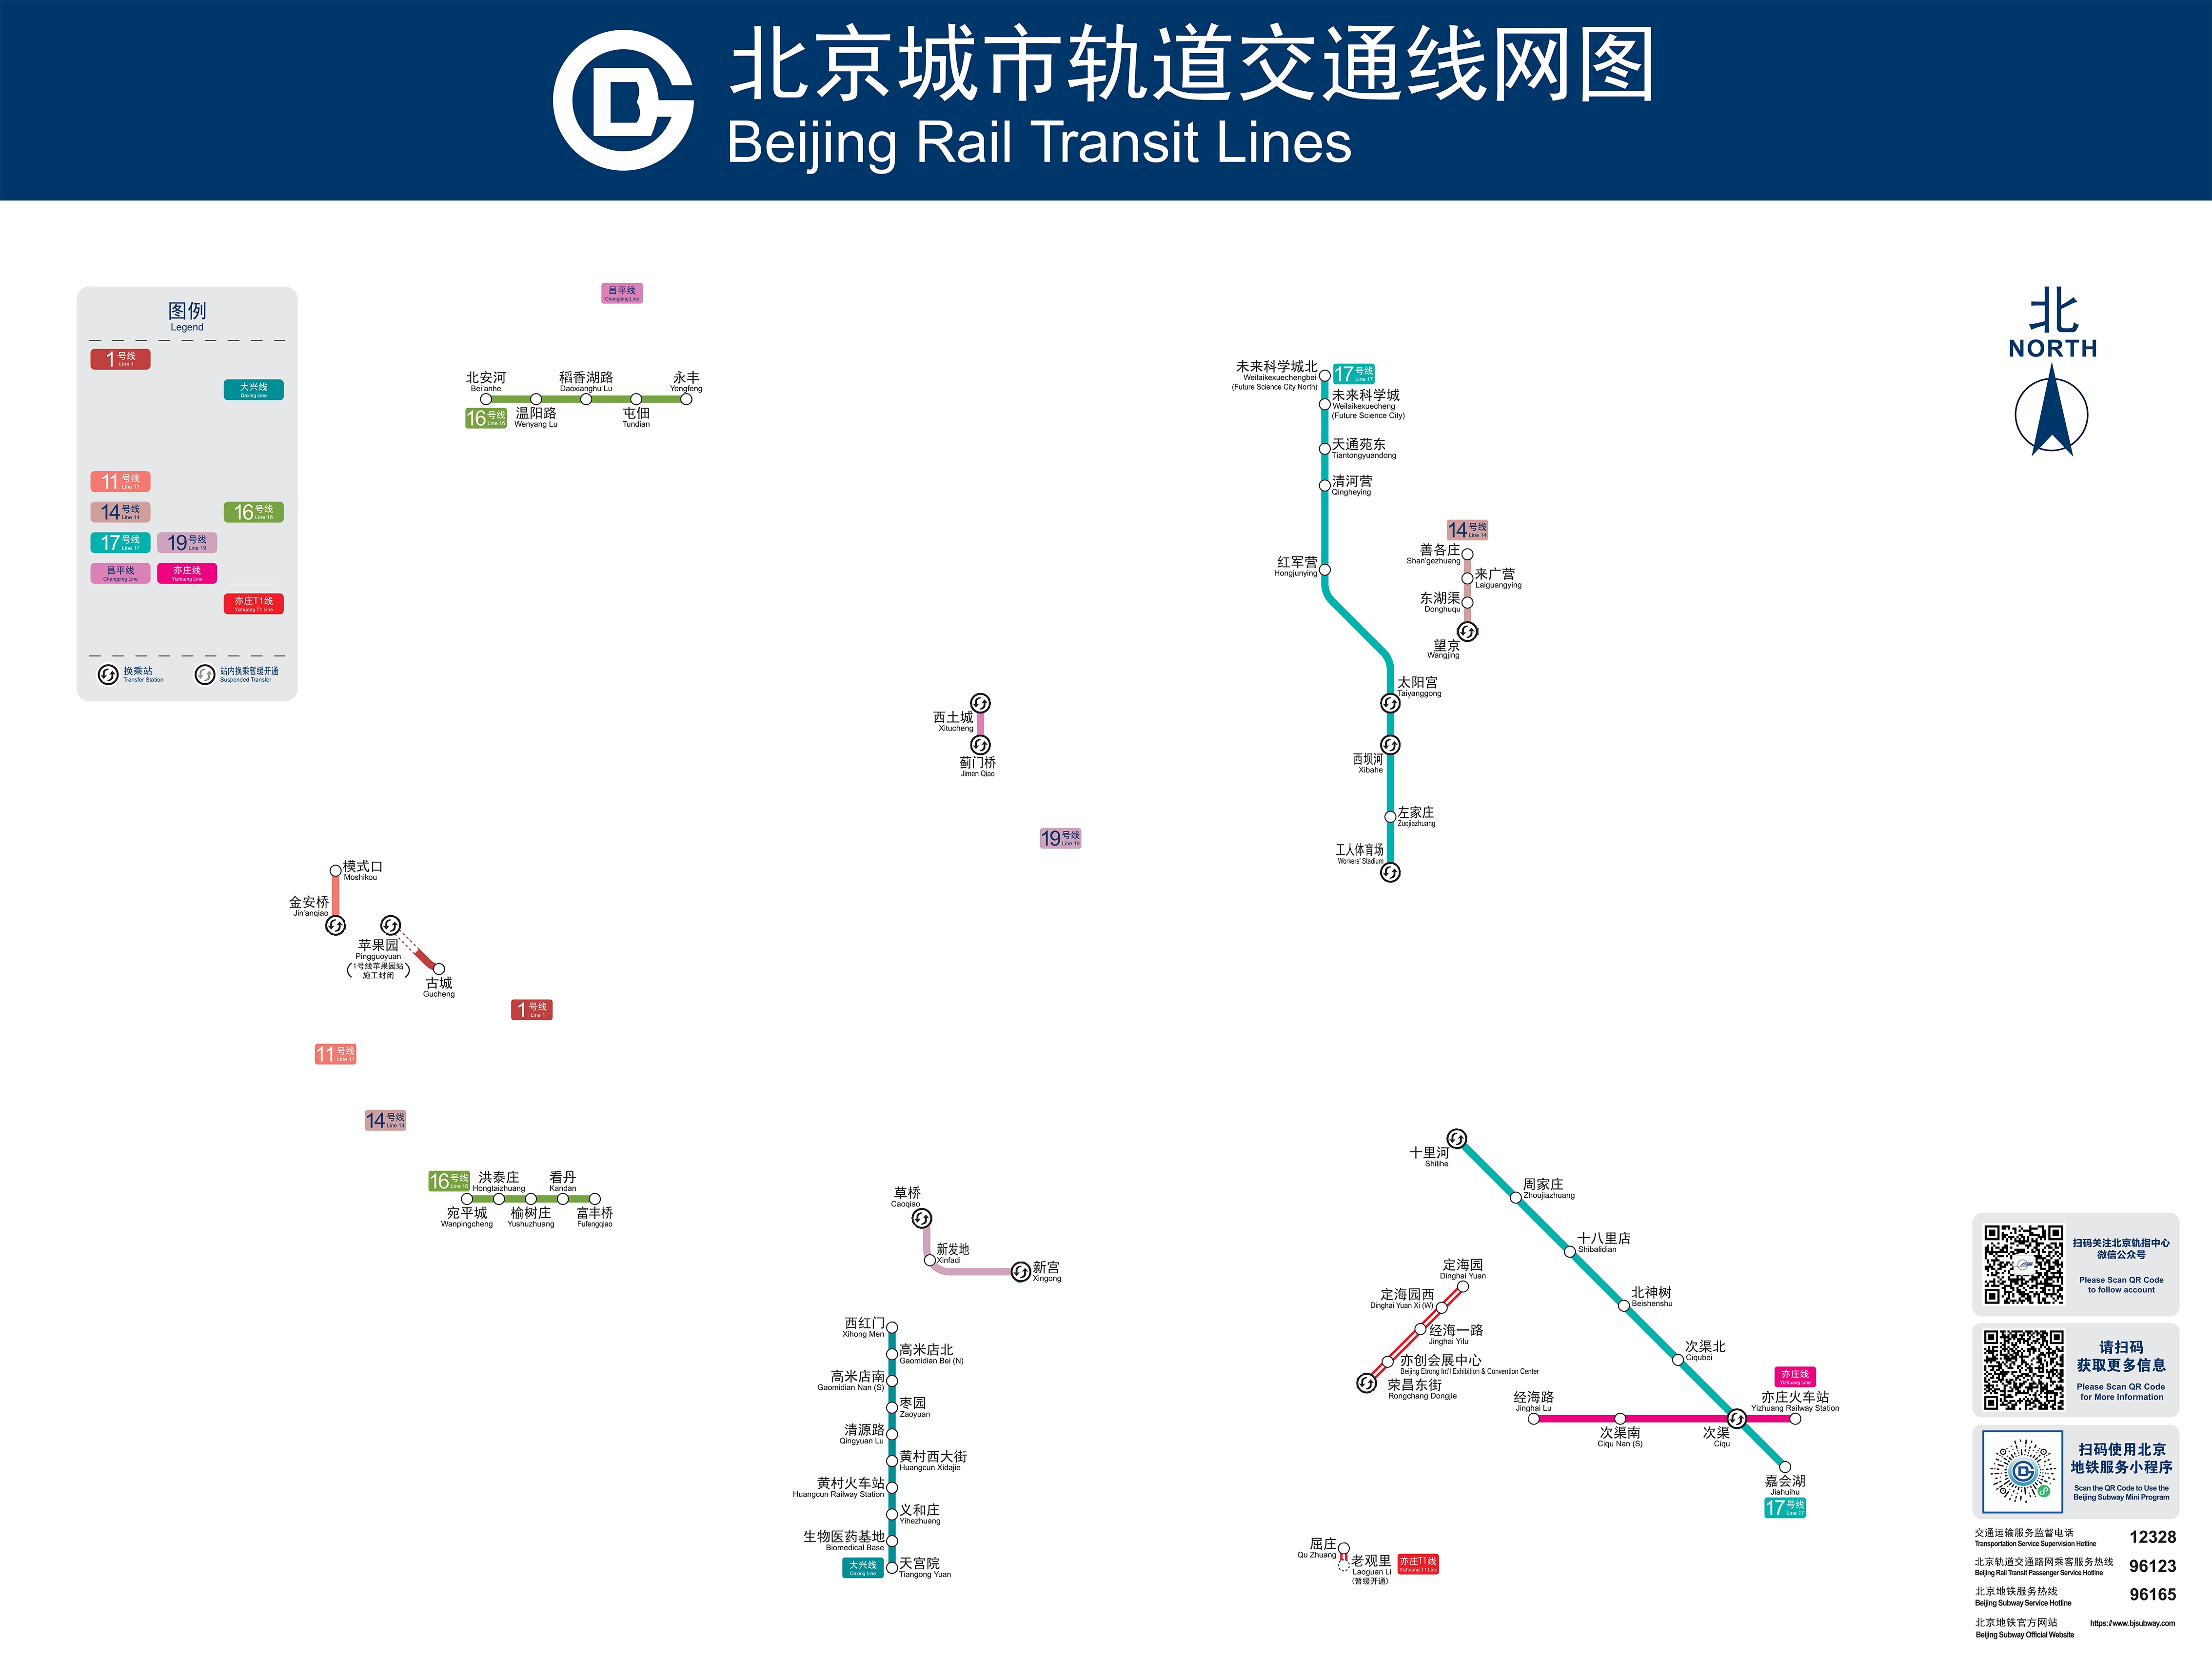 北京城市轨道交通线网图
Beijing Rail Transit Lines
图例
Legend
1号线
Line 1
大兴线
Daxing Line
11号线
Line 11
14号线
Line 14
16号线
Line 16
17号线
Line 17
19号线
Line 19
昌平线
Changping Line
亦庄线
Yizhuang Line
亦庄T1线
Yizhuang T1 Line
换乘站
Transfer Station
站内换乘暂缓开通
Suspended Transfer
昌平线
Changping Line
北
NORTH
北安河
Bei'anhe
16号线
Line 16
温阳路
Wenyang Lu
稻香湖路
Daoxianghu Lu
屯佃
Tundian
永丰
Yongfeng
未来科学城北
Weilaikexuechengbei
(Future Science City North)
17号线
Line 17
未来科学城
Weilaikexuecheng
(Future Science City)
天通苑东
Tiantongyuandong
清河营
Qingheying
红军营
Hongjunying
太阳宫
Taiyanggong
西坝河
Xibahe
左家庄
Zuojiazhuang
工人体育场
Workers' Stadium
14号线
Line 14
善各庄
Shan'gezhuang
来广营
Laiguangying
东湖渠
Donghuqu
望京
Wangjing
西土城
Xitucheng
蓟门桥
Jimen Qiao
19号线
Line 19
模式口
Moshikou
金安桥
Jin'anqiao
苹果园
Pingguoyuan
(1号线苹果园站
施工封闭)
古城
Gucheng
1号线
Line 1
11号线
Line 11
14号线
Line 14
16号线
Line 16
洪泰庄
Hongtaizhuang
看丹
Kandan
宛平城
Wanpingcheng
榆树庄
Yushuzhuang
富丰桥
Fufengqiao
草桥
Caoqiao
新发地
Xinfadi
新宫
Xingong
西红门
Xihong Men
高米店北
Gaomidian Bei (N)
高米店南
Gaomidian Nan (S)
枣园
Zaoyuan
清源路
Qingyuan Lu
黄村西大街
Huangcun Xidajie
黄村火车站
Huangcun Railway Station
义和庄
Yihezhuang
生物医药基地
Biomedical Base
大兴线
Daxing Line
天宫院
Tiangong Yuan
十里河
Shilihe
周家庄
Zhoujiazhuang
十八里店
Shibalidian
北神树
Beishenshu
次渠北
Ciqubei
定海园
Dinghai Yuan
定海园西
Dinghai Yuan Xi (W)
经海一路
Jinghai Yilu
亦创会展中心
Beijing Etrong Int'l Exhibition & Convention Center
荣昌东街
Rongchang Dongjie
亦庄线
Yizhuang Line
经海路
Jinghai Lu
亦庄火车站
Yizhuang Railway Station
次渠南
Ciqu Nan (S)
次渠
Ciqu
嘉会湖
Jiahuihu
17号线
Line 17
屈庄
Qu Zhuang
老观里
Laoguan Li
(暂缓开通)
亦庄T1线
Yizhuang T1 Line
扫码关注北京轨指中心
微信公众号
Please Scan QR Code
to follow account
请扫码
获取更多信息
Please Scan QR Code
for More Information
扫码使用北京
地铁服务小程序
Scan the QR Code to Use the
Beijing Subway Mini Program
交通运输服务监督电话 12328
Transportation Service Supervision Hotline
北京轨道交通路网乘客服务热线 96123
Beijing Rail Transit Passenger Service Hotline
北京地铁服务热线 96165
Beijing Subway Service Hotline
北京地铁官方网站 https://www.bjsubway.com
Beijing Subway Official Website